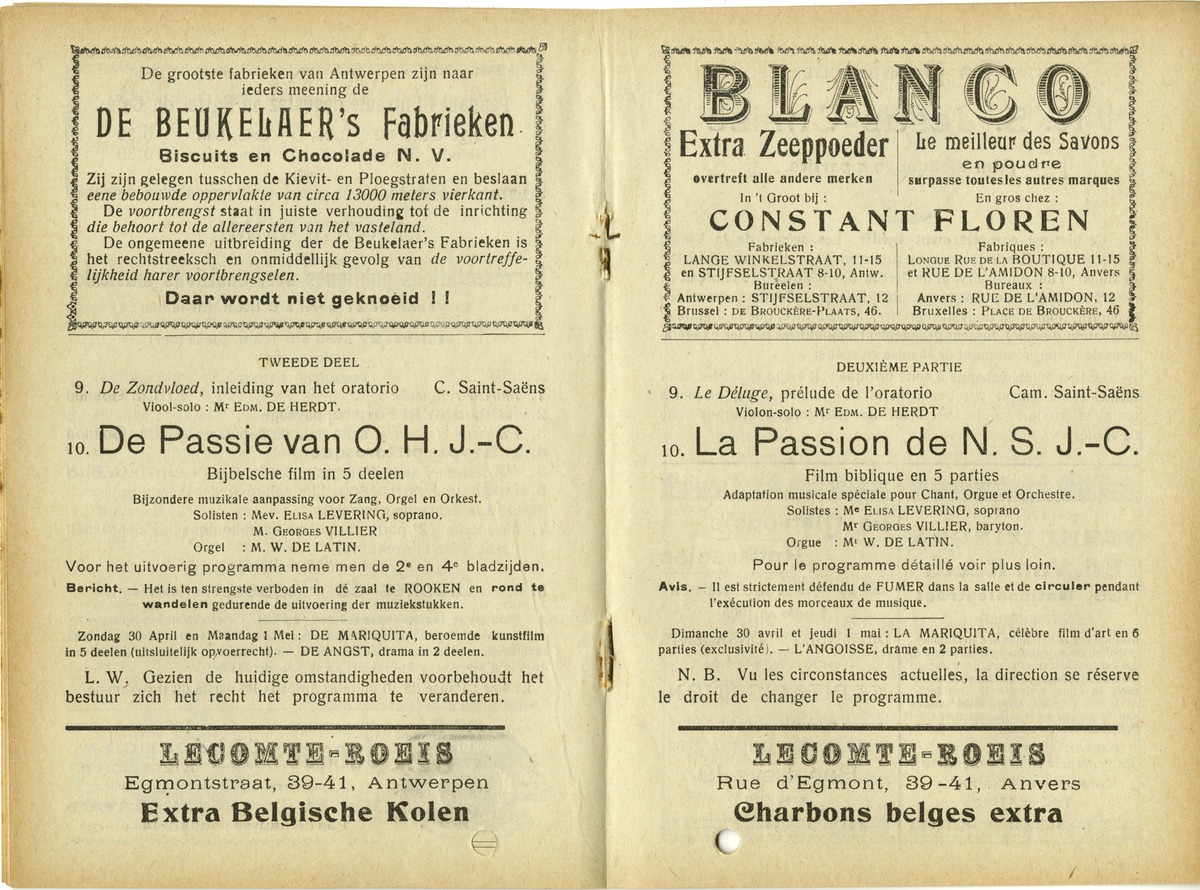 De grootste fabrieken van Antwerpen zijn naar
ieders meening de
DE BEUKELAER's Fabrieken
Biscuits en Chocolade N. V.
Zij zijn gelegen tusschen de Kievit- en Ploegstraten en beslaan
eene bebouwde oppervlakte van circa 13000 meters vierkant.
De voortbrengst staat in juiste verhouding tot de inrichting
die behoort tot de allereersten van het vasteland.
De ongemeene uitbreiding der de Beukelaer's Fabrieken is
het rechtstreeksch en onmiddellijk gevolg van de voortreffe-
lijkheid harer voortbrengselen.
Daar wordt niet geknoeid ! !
TWEEDE DEEL
9. De Zondvloed, inleiding van het oratorio C. Saint-Saëns
Viool-solo : Mr EDM. DE HERDT.
10. De Passie van O. H. J.-C.
Bijbelsche film in 5 deelen
Bijzondere muzikale aanpassing voor Zang, Orgel en Orkest.
Solisten : Mev. ELISA LEVERING, soprano.
M. GEORGES VILLIER
Orgel : M. W. DE LATIN.
Voor het uitvoerig programma neme men de 2e en 4e bladzijden.
Bericht. — Het is ten strengste verboden in dé zaal te ROOKEN en rond te
wandelen gedurende de uitvoering der muziekstukken.
Zondag 30 April en Maandag 1 Mei : DE MARIQUITA, beroemde kunstfilm
in 5 deelen (uitsluitelijk opvoerrecht). — DE ANGST, drama in 2 deelen.
L. W. Gezien de huidige omstandigheden voorbehoudt het
bestuur zich het recht het programma te veranderen.
LECOMTE-ROEIS
Egmontstraat, 39-41, Antwerpen
Extra Belgische Kolen
BLANCO
Extra Zeeppoeder
overtreft alle andere merken
In 't Groot bij :
Le meilleur des Savons
en poudre
surpasse toutes les autres marques
En gros chez :
CONSTANT FLOREN
Fabrieken :
LANGE WINKELSTRAAT, 11-15
en STIJFSELSTRAAT 8-10, Antw.
Bureelen :
Antwerpen : STIJFSELSTRAAT, 12
Brussel : DE BROUCKÈRE-PLAATS, 46.
Fabriques :
LONGUE RUE DE LA BOUTIQUE 11-15
et RUE DE L'AMIDON 8-10, Anvers
Bureaux :
Anvers : RUE DE L'AMIDON, 12
Bruxelles : PLACE DE BROUCKÈRE, 46
DEUXIÈME PARTIE
9. Le Déluge, prélude de l'oratorio Cam. Saint-Saëns
Violon-solo : Mr EDM. DE HERDT
10. La Passion de N. S. J.-C.
Film biblique en 5 parties
Adaptation musicale spéciale pour Chant, Orgue et Orchestre.
Solistes : Me ELISA LEVERING, soprano
Mr GEORGES VILLIER, baryton.
Orgue : Mr W. DE LATIN.
Pour le programme détaillé voir plus loin.
Avis. — Il est strictement défendu de FUMER dans la salle et de circuler pendant
l'exécution des morceaux de musique.
Dimanche 30 avril et jeudi 1 mai : LA MARIQUITA, célèbre film d'art en 6
parties (exclusivité). — L'ANGOISSE, drame en 2 parties.
N. B. Vu les circonstances actuelles, la direction se réserve
le droit de changer le programme.
LECOMTE-ROEIS
Rue d'Egmont, 39-41, Anvers
Charbons belges extra